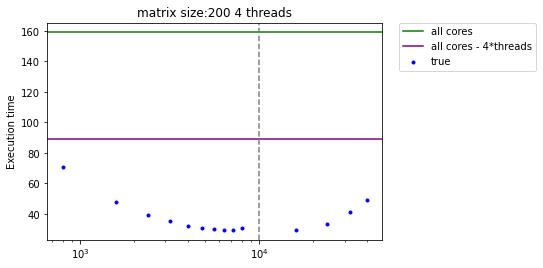 matrix size:200 4 threads
160
140
120
100
80
60
40
Execution time
10³
10⁴
all cores
all cores - 4*threads
true